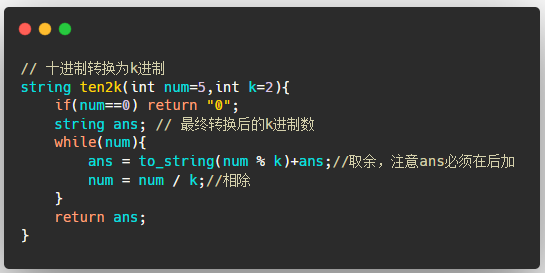 // 十进制转换为k进制
string ten2k(int num=5,int k=2){
    if(num==0) return "0";
    string ans; // 最终转换后的k进制数
    while(num){
        ans = to_string(num % k)+ans;//取余，注意ans必须在后加
        num = num / k;//相除
    }
    return ans;
}